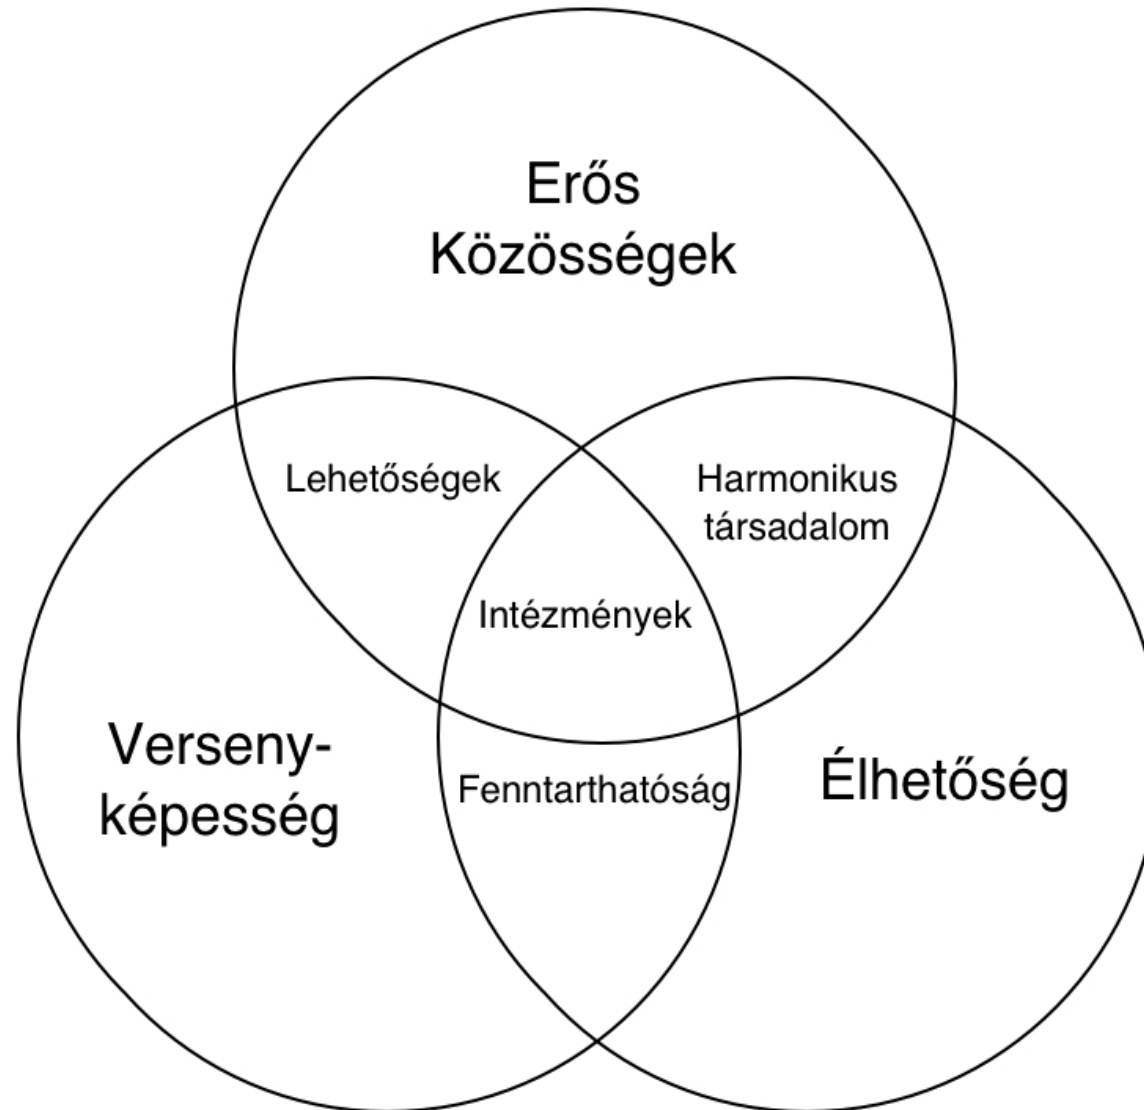 Erős
Közösségek
Lehetőségek
Harmonikus
társadalom
Intézmények
Verseny-
képesség
Fenntarthatóság
Élhetőség